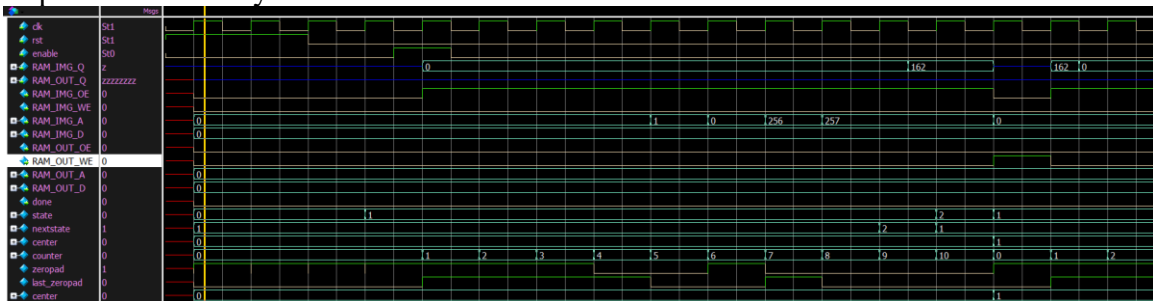 Msgs
clk St1
rst St1
enable St0
RAM_IMG_Q z 0 162 162 0
RAM_OUT_Q zzzzzzzz
RAM_IMG_OE 0
RAM_IMG_WE 0
RAM_IMG_A 0 0 1 0 256 257 0
RAM_IMG_D 0 0
RAM_OUT_OE 0
RAM_OUT_WE 0
RAM_OUT_A 0 0
RAM_OUT_D 0 0
done 0
state 0 0 1 2 1
nextstate 1 1 2 1
center 0 0 1
counter 0 0 1 2 3 4 5 6 7 8 9 10 0 1 2
zeropad 1
last_zeropad 0
center 0 0 1